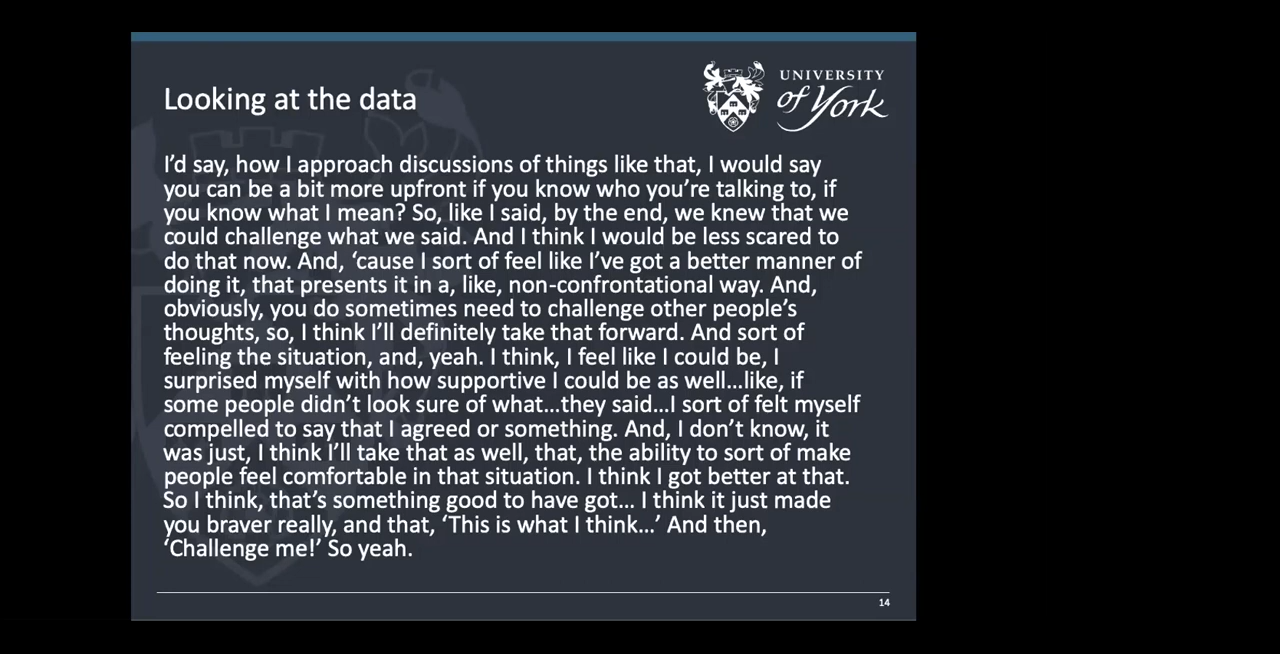 Looking at the data
UNIVERSITY
of York
I’d say, how I approach discussions of things like that, I would say
you can be a bit more upfront if you know who you’re talking to, if
you know what I mean? So, like I said, by the end, we knew that we
could challenge what we said. And I think I would be less scared to
do that now. And, ‘cause I sort of feel like I’ve got a better manner of
doing it, that presents it in a, like, non-confrontational way. And,
obviously, you do sometimes need to challenge other people’s
thoughts, so, I think I’ll definitely take that forward. And sort of
feeling the situation, and, yeah. I think, I feel like I could be, I
surprised myself with how supportive I could be as well…like, if
some people didn’t look sure of what…they said…I sort of felt myself
compelled to say that I agreed or something. And, I don’t know, it
was just, I think I’ll take that as well, that, the ability to sort of make
people feel comfortable in that situation. I think I got better at that.
So I think, that’s something good to have got… I think it just made
you braver really, and that, ‘This is what I think…’ And then,
‘Challenge me!’ So yeah.
14